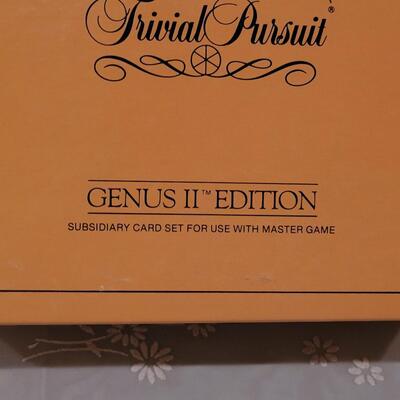 Trivial Pursuit
®
GENUS II™ EDITION
SUBSIDIARY CARD SET FOR USE WITH MASTER GAME